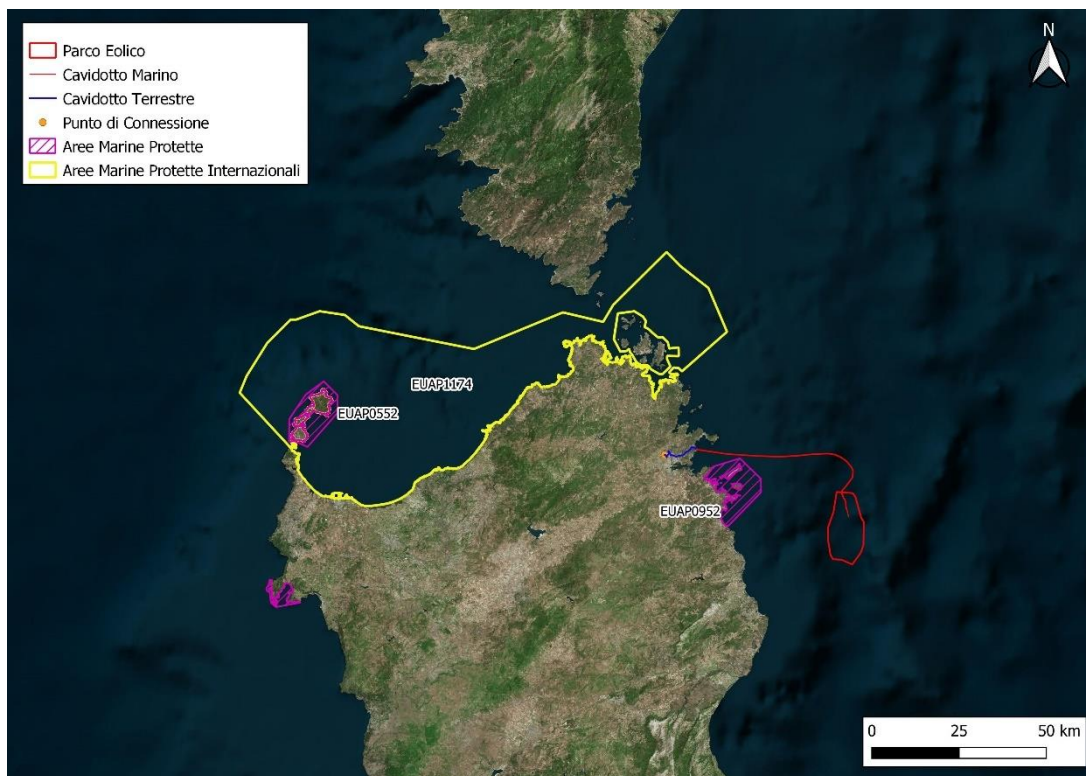 Parco Eolico
Cavidotto Marino
Cavidotto Terrestre
Punto di Connessione
Aree Marine Protette
Aree Marine Protette Internazionali
N
EUAP1174
EUAP0552
EUAP0952
0 25 50 km